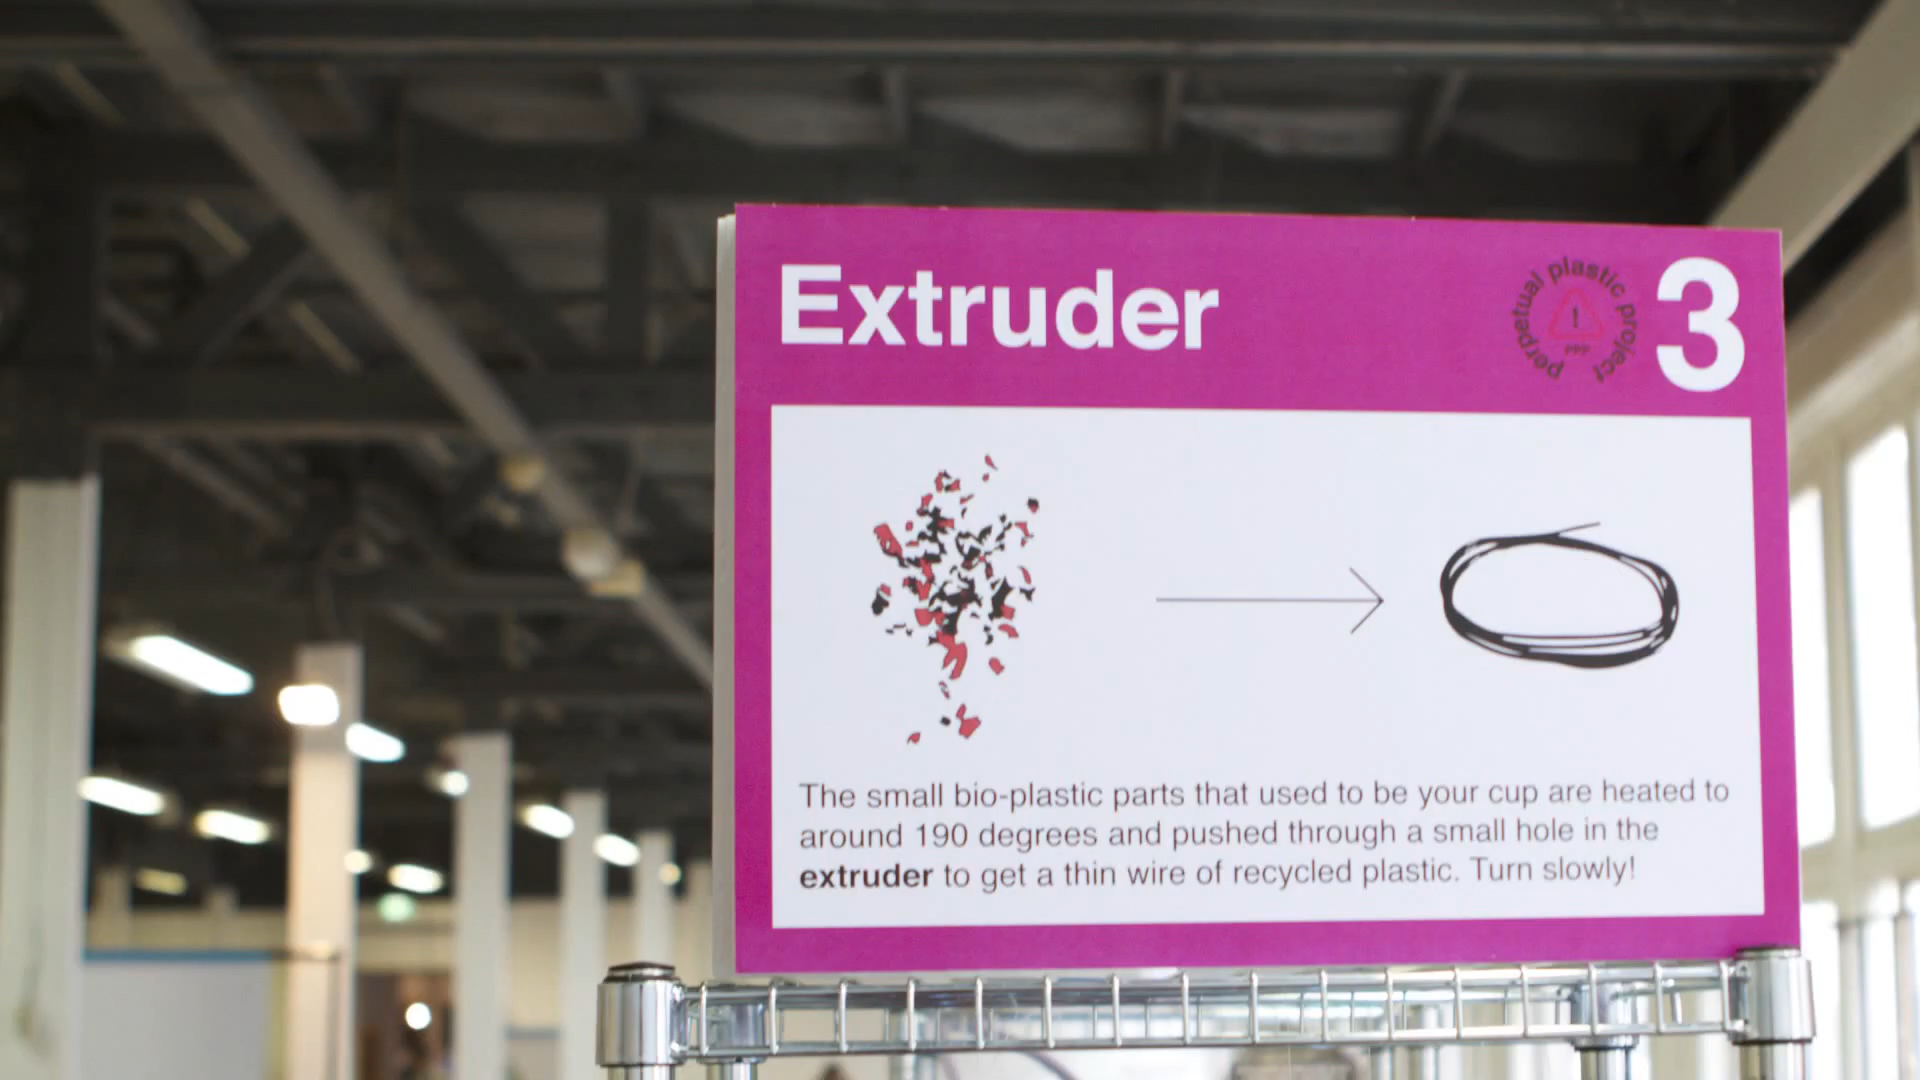 Extruder
perpetual plastic project
!
PPP
3
The small bio-plastic parts that used to be your cup are heated to
around 190 degrees and pushed through a small hole in the
extruder to get a thin wire of recycled plastic. Turn slowly!